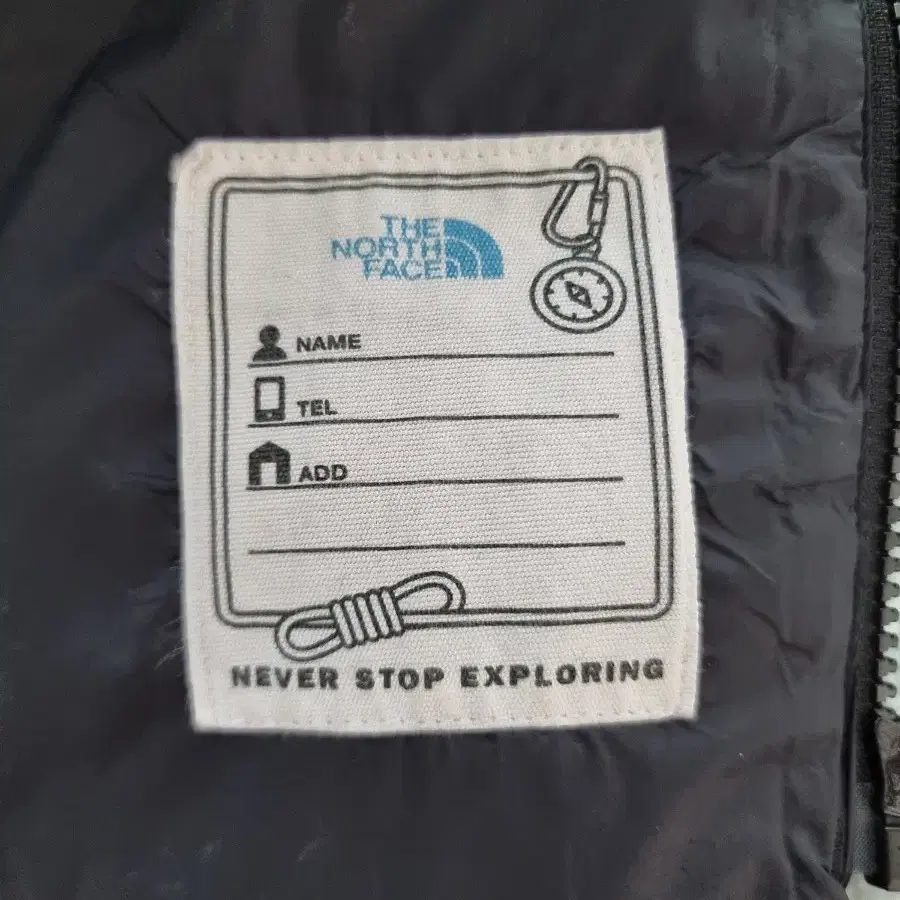 THE
NORTH
FACE
NAME
TEL
ADD
NEVER STOP EXPLORING